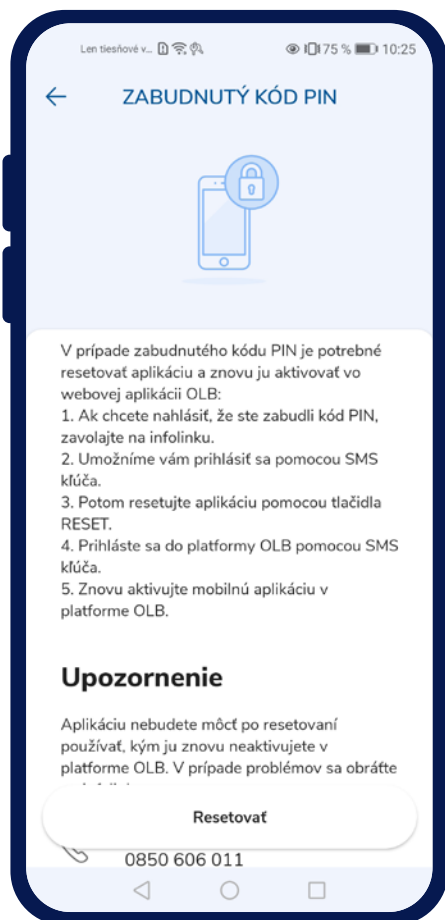 Len tiesňové v... 75 % 10:25
ZABUDNUTÝ KÓD PIN
V prípade zabudnutého kódu PIN je potrebné
resetovať aplikáciu a znovu ju aktivovať vo
webovej aplikácii OLB:
1. Ak chcete nahlásiť, že ste zabudli kód PIN,
zavolajte na infolinku.
2. Umožníme vám prihlásiť sa pomocou SMS
kľúča.
3. Potom resetujte aplikáciu pomocou tlačidla
RESET.
4. Prihláste sa do platformy OLB pomocou SMS
kľúča.
5. Znovu aktivujte mobilnú aplikáciu v
platforme OLB.
Upozornenie
Aplikáciu nebudete môcť po resetovaní
používať, kým ju znovu neaktivujete v
platforme OLB. V prípade problémov sa obráťte
Resetovať
0850 606 011